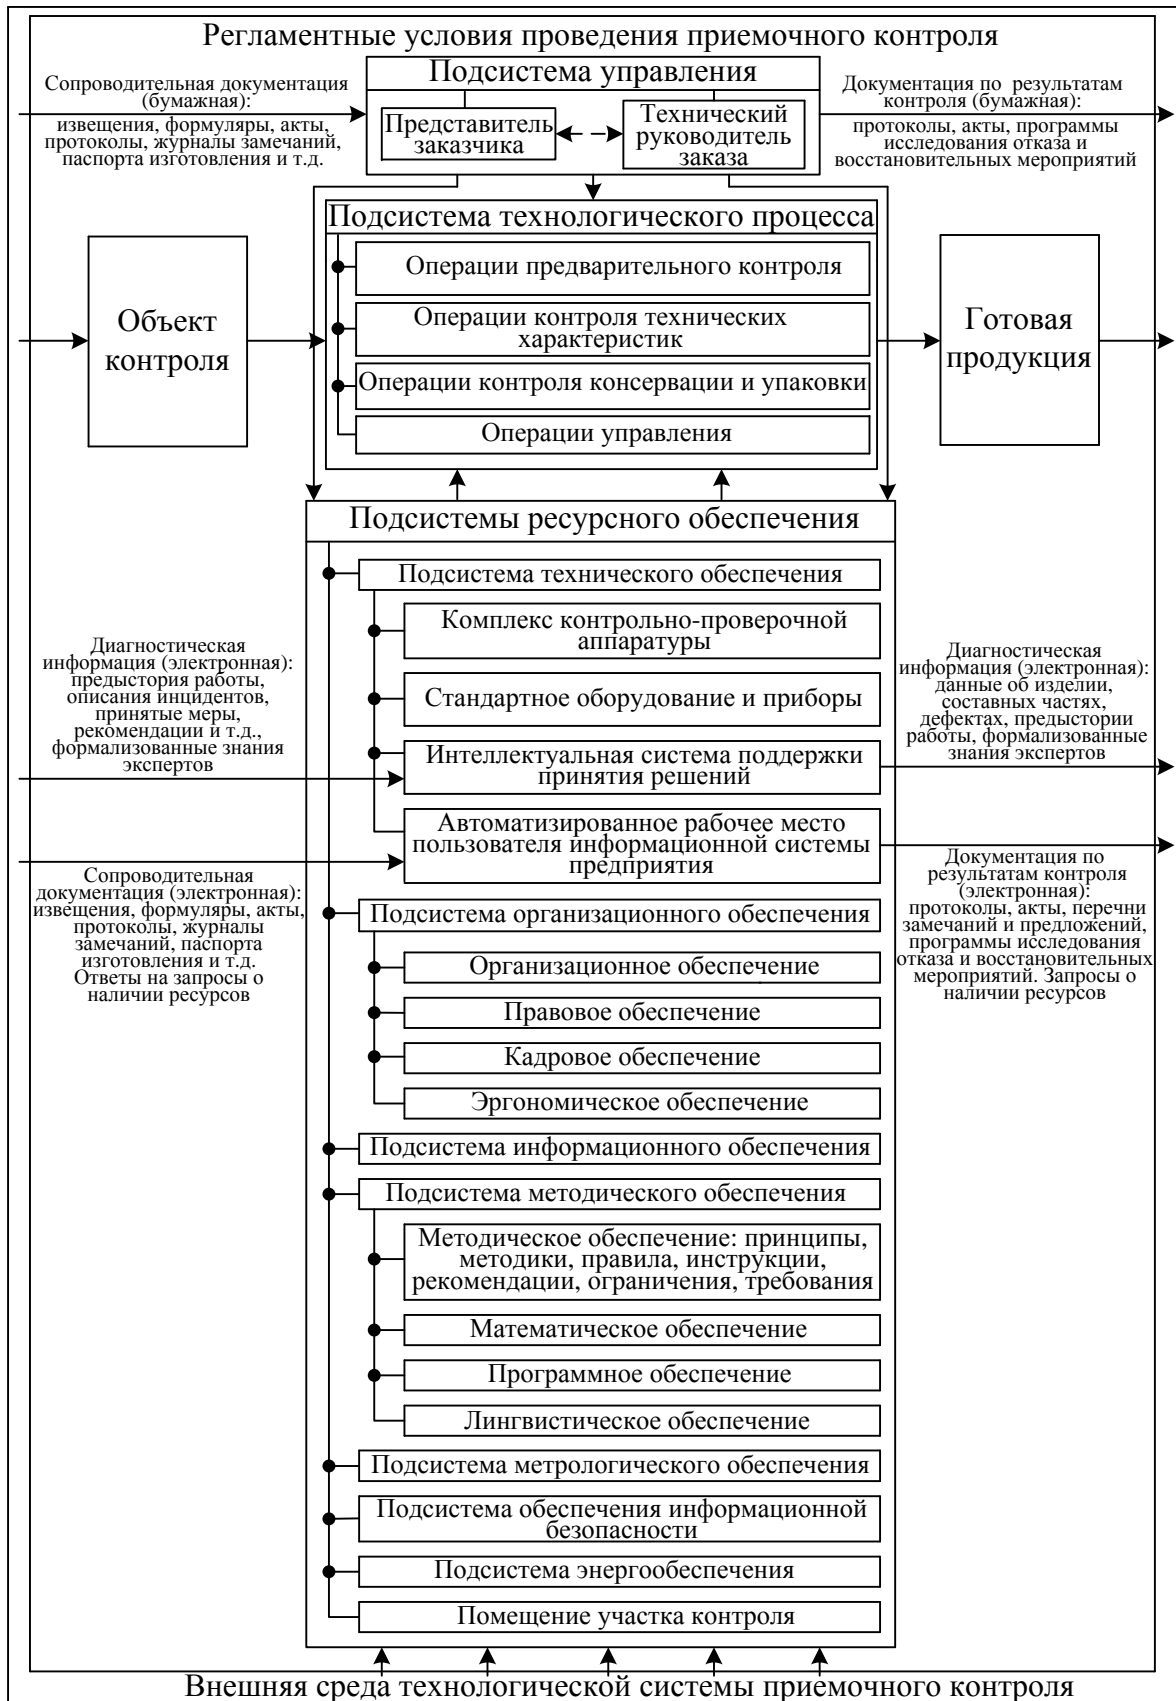 Регламентные условия проведения приемочного контроля
Сопроводительная документация
(бумажная):
извещения, формуляры, акты,
протоколы, журналы замечаний,
паспорта изготовления и т.д.
Подсистема управления
Представитель
заказчика
Технический
руководитель
заказа
Документация по результатам
контроля (бумажная):
протоколы, акты, программы
исследования отказа и
восстановительных мероприятий
Объект
контроля
Подсистема технологического процесса
Операции предварительного контроля
Операции контроля технических
характеристик
Операции контроля консервации и упаковки
Операции управления
Готовая
продукция
Подсистемы ресурсного обеспечения
Подсистема технического обеспечения
Комплекс контрольно-проверочной
аппаратуры
Стандартное оборудование и приборы
Интеллектуальная система поддержки
принятия решений
Автоматизированное рабочее место
пользователя информационной системы
предприятия
Диагностическая
информация (электронная):
предыстория работы,
описания инцидентов,
принятые меры,
рекомендации и т.д.,
формализованные знания
экспертов
Диагностическая
информация (электронная):
данные об изделии,
составных частях,
дефектах, предыстории
работы, формализованные
знания экспертов
Сопроводительная
документация (электронная):
извещения, формуляры, акты,
протоколы, журналы
замечаний, паспорта
изготовления и т.д.
Ответы на запросы о
наличии ресурсов
Документация по
результатам контроля
(электронная):
протоколы, акты, перечни
замечаний и предложений,
программы исследования
отказа и восстановительных
мероприятий. Запросы о
наличии ресурсов
Подсистема организационного обеспечения
Организационное обеспечение
Правовое обеспечение
Кадровое обеспечение
Эргономическое обеспечение
Подсистема информационного обеспечения
Подсистема методического обеспечения
Методическое обеспечение: принципы,
методики, правила, инструкции,
рекомендации, ограничения, требования
Математическое обеспечение
Программное обеспечение
Лингвистическое обеспечение
Подсистема метрологического обеспечения
Подсистема обеспечения информационной
безопасности
Подсистема энергообеспечения
Помещение участка контроля
Внешняя среда технологической системы приемочного контроля